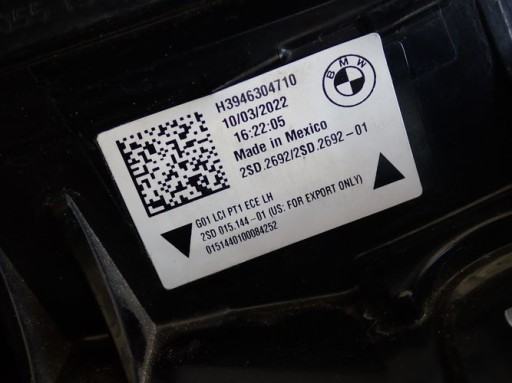 BMW
H3946304710
10/03/2022
16:22:05
Made in Mexico
2SD.2692/2SD.2692-01
G01 LCI PT1 ECE LH
2SD 015.144-01 (US: FOR EXPORT ONLY)
0151440100084252